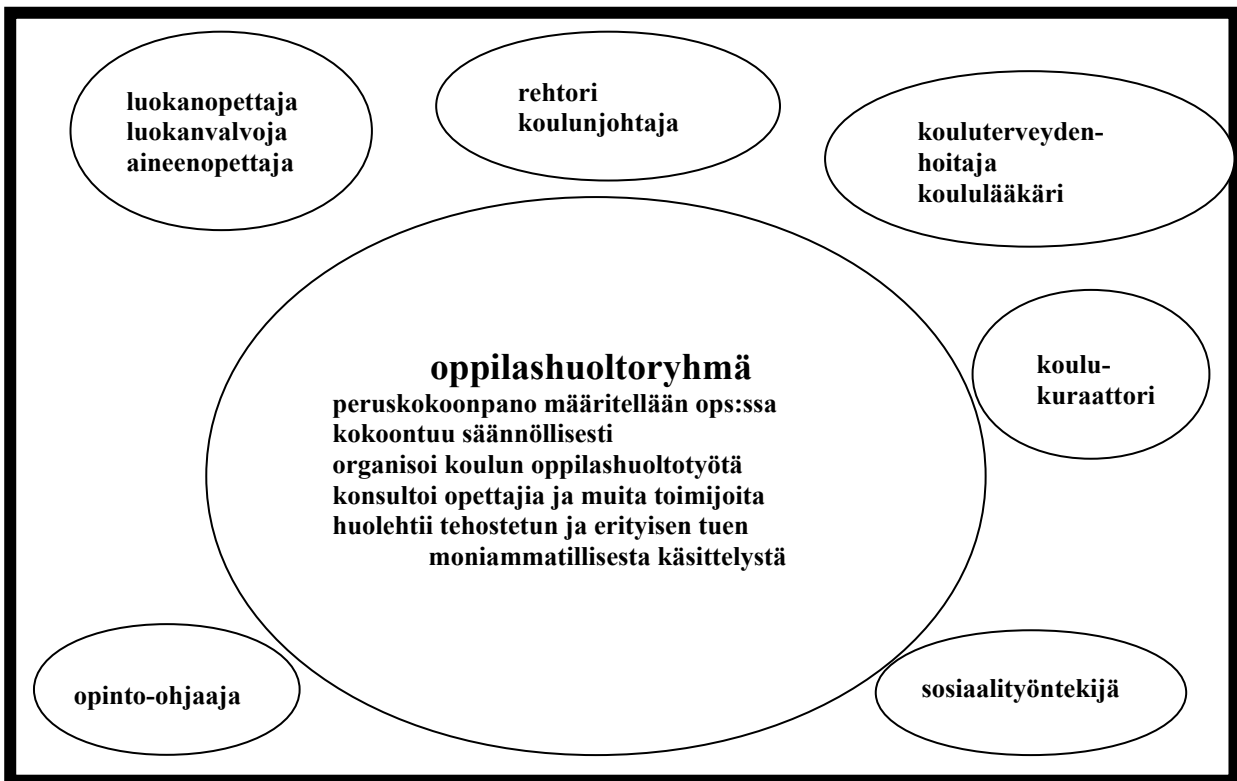 luokanopettaja
luokanvalvoja
aineenopettaja
rehtori
koulunjohtaja
kouluterveyden-
hoitaja
koululääkäri
oppilashuoltoryhmä
peruskokoonpano määritellään ops:ssa
kokoontuu säännöllisesti
organisoi koulun oppilashuoltotyötä
konsultoi opettajia ja muita toimijoita
huolehtii tehostetun ja erityisen tuen
moniammatillisesta käsittelystä
koulu-
kuraattori
opinto-ohjaaja
sosiaalityöntekijä